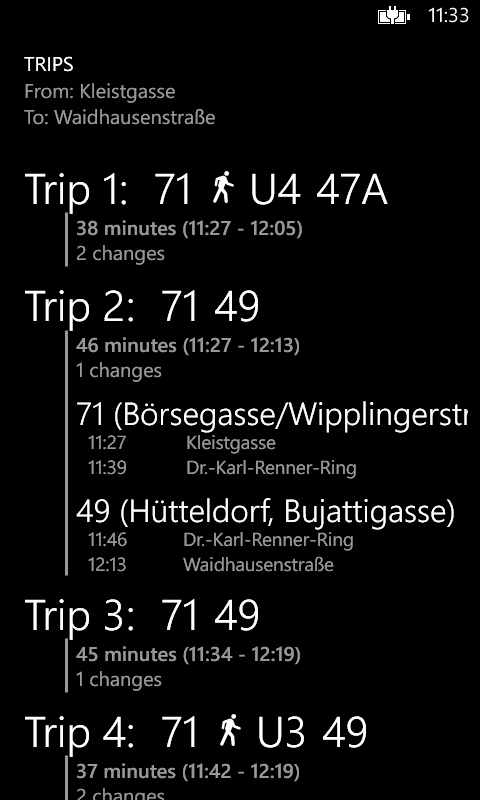 11:33
TRIPS
From: Kleistgasse
To: Waidhausenstraße
Trip 1: 71 U4 47A
38 minutes (11:27 - 12:05)
2 changes
Trip 2: 71 49
46 minutes (11:27 - 12:13)
1 changes
71 (Börsegasse/Wipplingerstr
11:27 Kleistgasse
11:39 Dr.-Karl-Renner-Ring
49 (Hütteldorf, Bujattigasse)
11:46 Dr.-Karl-Renner-Ring
12:13 Waidhausenstraße
Trip 3: 71 49
45 minutes (11:34 - 12:19)
1 changes
Trip 4: 71 U3 49
37 minutes (11:42 - 12:19)
2 changes